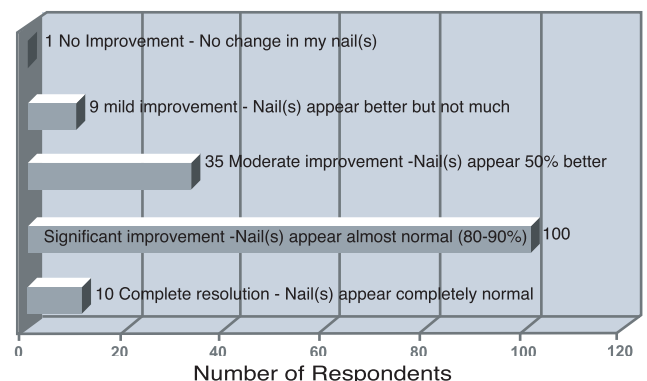 1 No Improvement - No change in my nail(s)
9 mild improvement - Nail(s) appear better but not much
35 Moderate improvement -Nail(s) appear 50% better
Significant improvement -Nail(s) appear almost normal (80-90%) 100
10 Complete resolution - Nail(s) appear completely normal
0 20 40 60 80 100 120
Number of Respondents